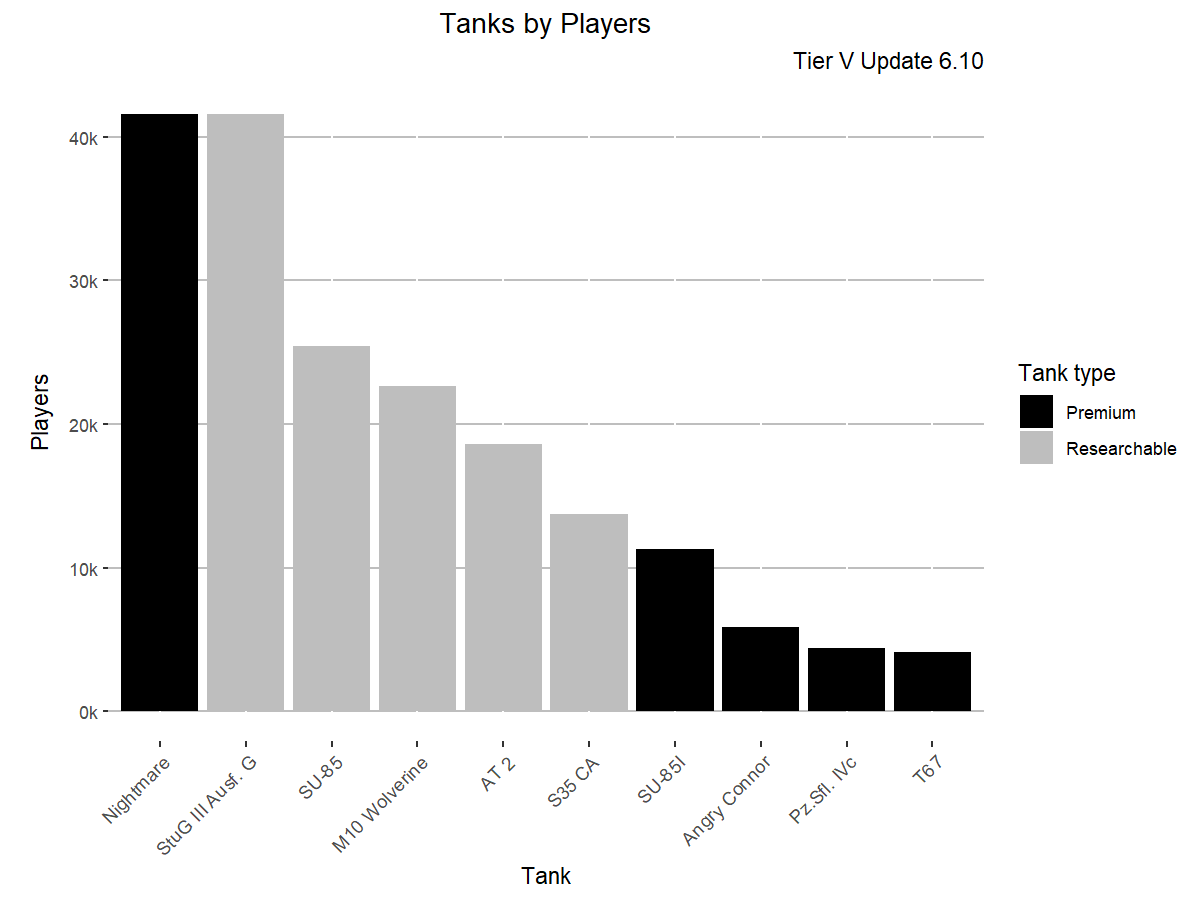 Tanks by Players
Tier V Update 6.10
Players
40k
30k
20k
10k
0k
Nightmare
StuG III Ausf. G
SU-85
M10 Wolverine
AT 2
S35 CA
SU-85I
Angry Connor
Pz.Sfl. IVc
T67
Tank
Tank type
Premium
Researchable